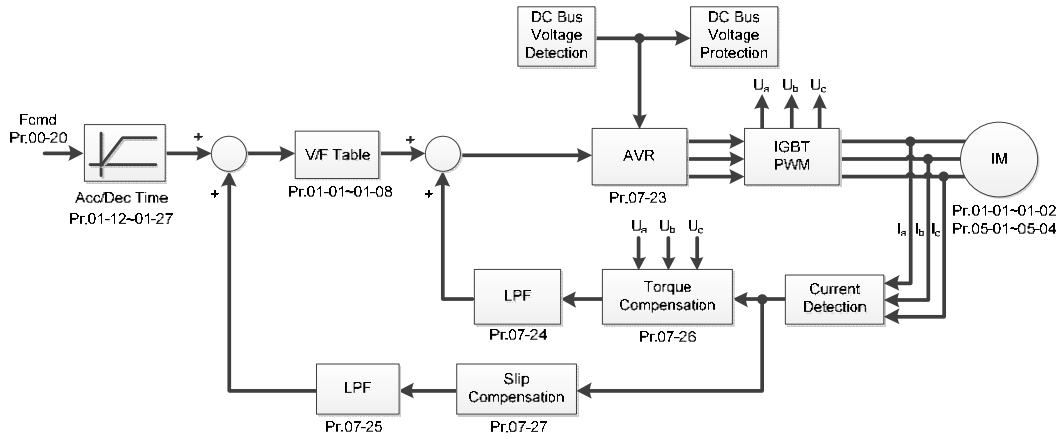 DC Bus
Voltage
Detection
DC Bus
Voltage
Protection
Ua Ub Uc
Fcmd
Pr.00-20
+
+
V/F Table
+
+
AVR
IGBT
PWM
IM
Acc/Dec Time
Pr.01-12~01-27
Pr.01-01~01-08
Pr.07-23
Pr.01-01~01-02
Pr.05-01~05-04
Ua Ub Uc
Ia Ib Ic
LPF
Torque
Compensation
Current
Detection
Pr.07-24
Pr.07-26
LPF
Slip
Compensation
Pr.07-25
Pr.07-27